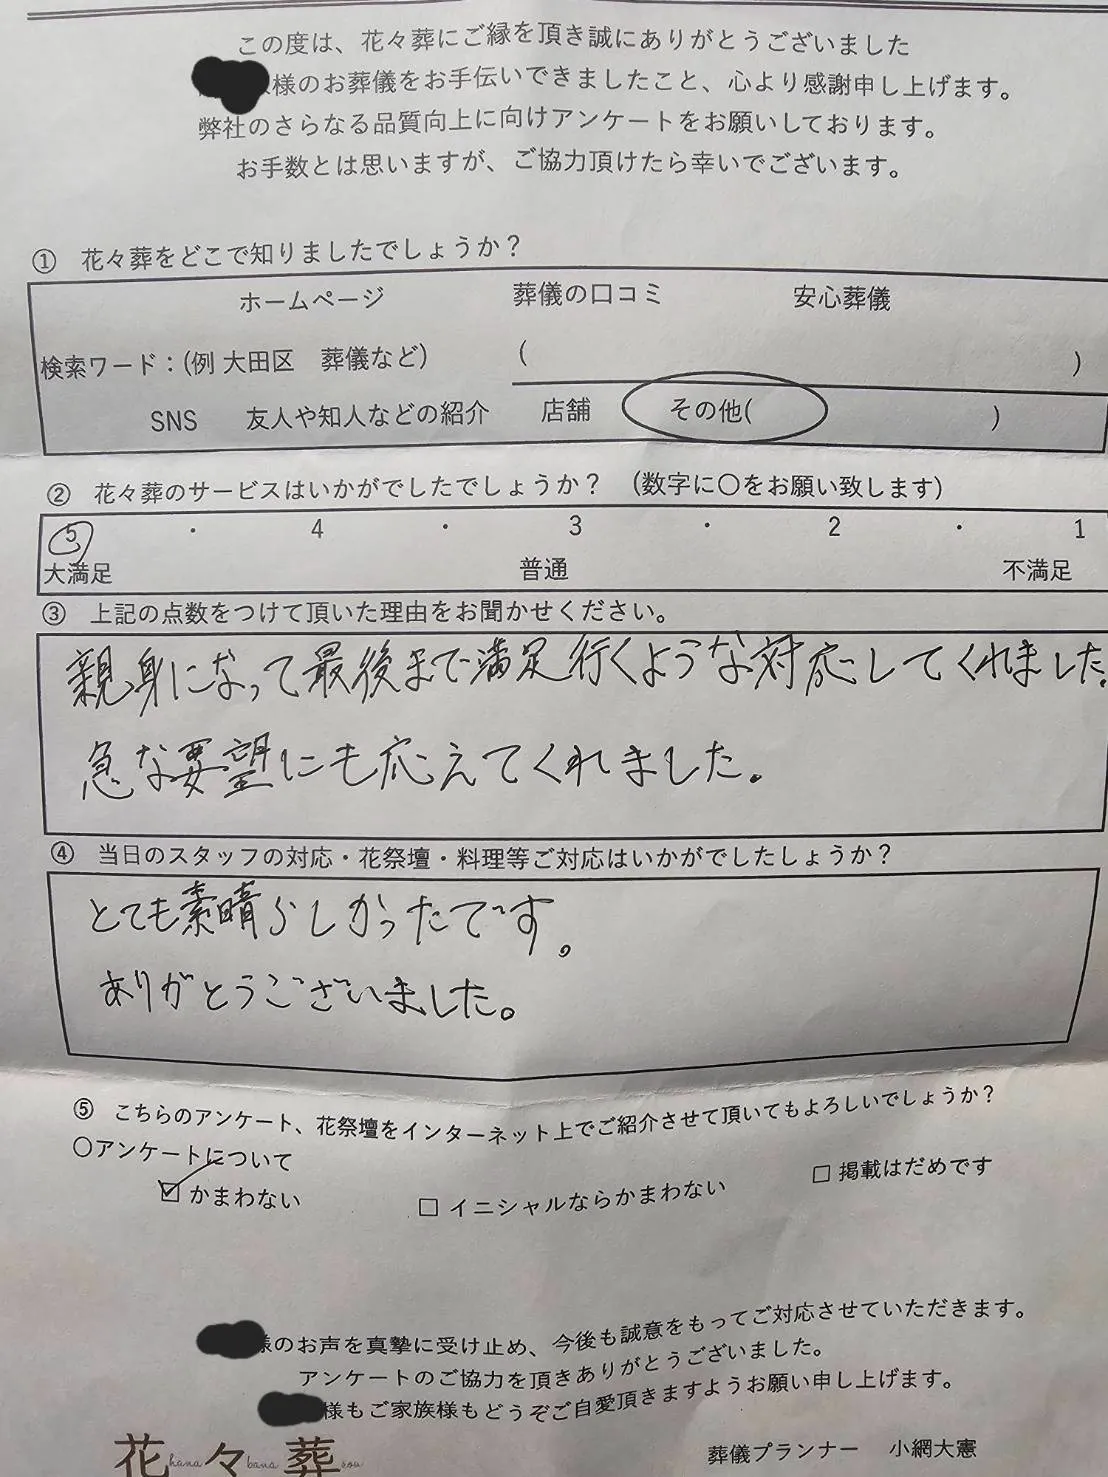 この度は、花々葬にご縁を頂き誠にありがとうございました
様のお葬儀をお手伝いできましたこと、心より感謝申し上げます。
弊社のさらなる品質向上に向けアンケートをお願いしております。
お手数とは思いますが、ご協力頂けたら幸いでございます。
① 花々葬をどこで知りましたでしょうか？
ホームページ 葬儀の口コミ 安心葬儀
検索ワード：(例 大田区 葬儀など) ( )
SNS 友人や知人などの紹介 店舗 その他( )
② 花々葬のサービスはいかがでしたでしょうか？ (数字に〇をお願い致します)
5 ・ 4 ・ 3 ・ 2 ・ 1
大満足 普通 不満足
③ 上記の点数をつけて頂いた理由をお聞かせください。
親身になって最後まで満足行くような対応してくれました。
急な要望にも応えてくれました。
④ 当日のスタッフの対応・花祭壇・料理等ご対応はいかがでしたしょうか？
とても素晴らしかったです。
ありがとうございました。
⑤ こちらのアンケート、花祭壇をインターネット上でご紹介させて頂いてもよろしいでしょうか？
〇アンケートについて
☑ かまわない □ イニシャルならかまわない □ 掲載はだめです
様のお声を真摯に受け止め、今後も誠意をもってご対応させていただきます。
アンケートのご協力を頂きありがとうございました。
様もご家族様もどうぞご自愛頂きますようお願い申し上げます。
花 hana 々 bana 葬 sou
葬儀プランナー 小網大憲